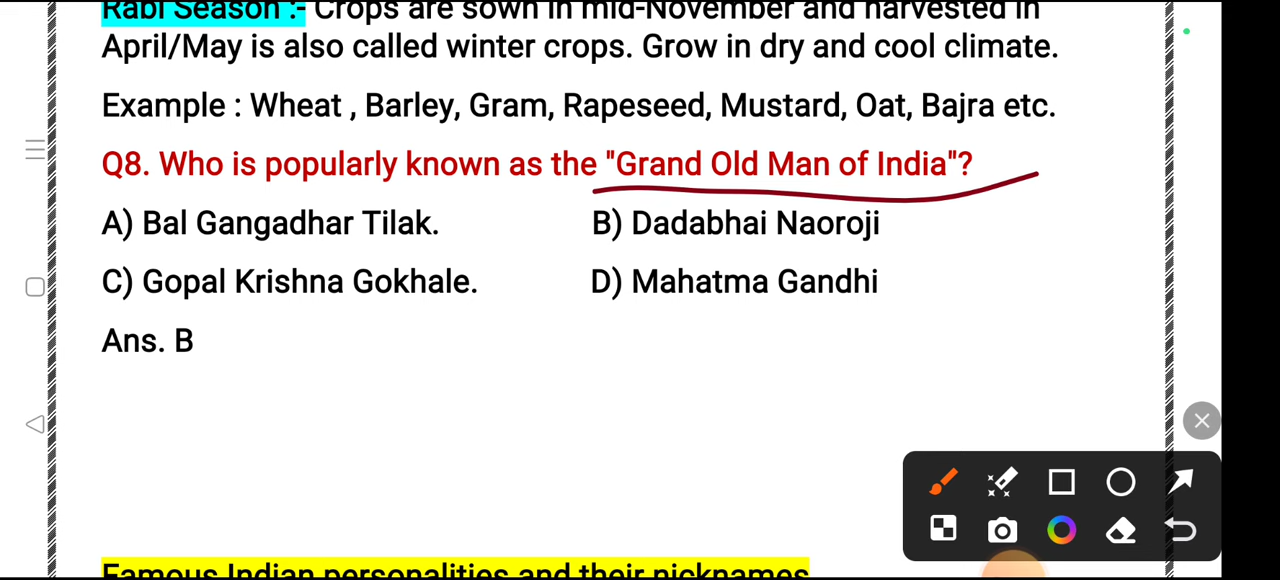 Rabi Season :- Crops are sown in mid-November and harvested in
April/May is also called winter crops. Grow in dry and cool climate.
Example : Wheat , Barley, Gram, Rapeseed, Mustard, Oat, Bajra etc.
Q8. Who is popularly known as the "Grand Old Man of India"?
A) Bal Gangadhar Tilak. B) Dadabhai Naoroji
C) Gopal Krishna Gokhale. D) Mahatma Gandhi
Ans. B
Famous Indian personalities and their nicknames